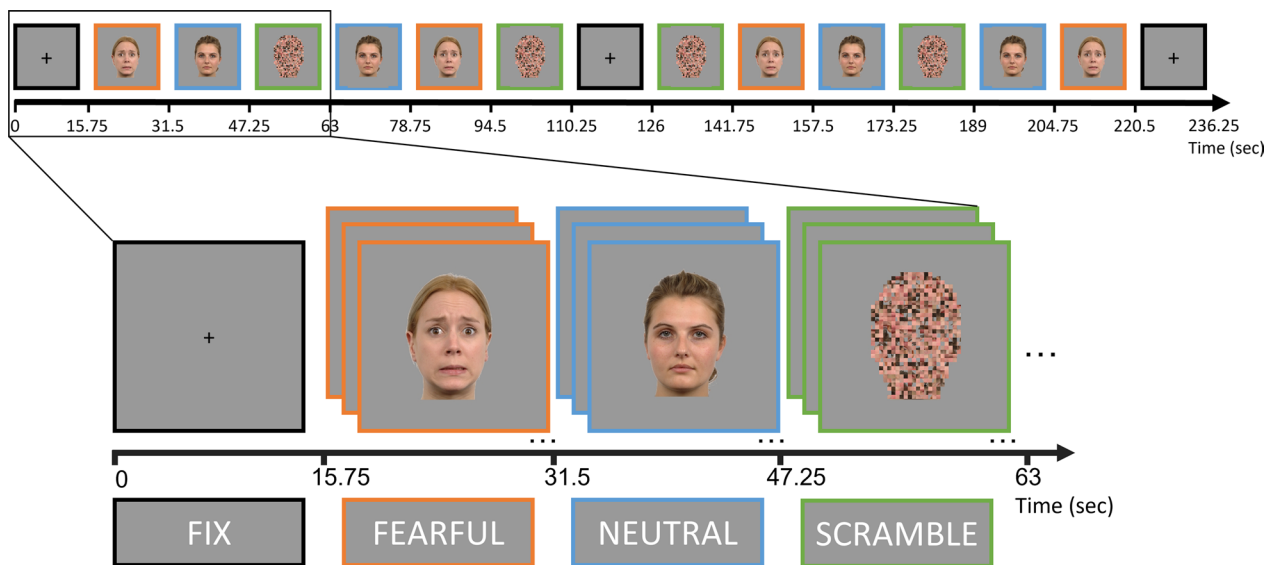 0 15.75 31.5 47.25 63 78.75 94.5 110.25 126 141.75 157.5 173.25 189 204.75 220.5 236.25
Time (sec)
...
... ... ...
0 15.75 31.5 47.25 63
Time (sec)
FIX FEARFUL NEUTRAL SCRAMBLE